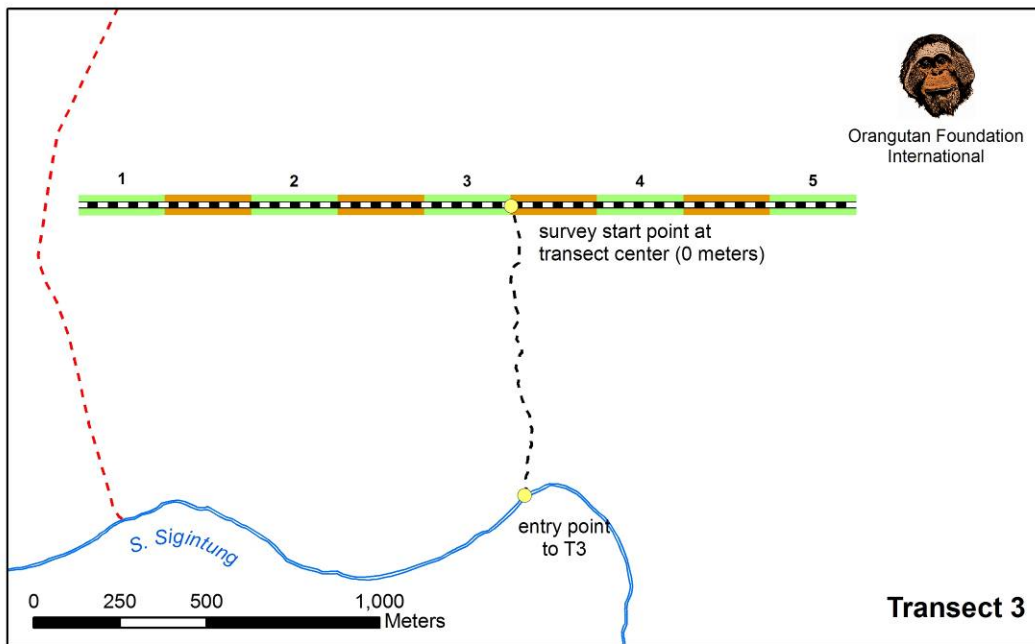 Orangutan Foundation
International
1 2 3 4 5
survey start point at
transect center (0 meters)
entry point
to T3
S. Sigintung
0 250 500 1,000
Meters
Transect 3